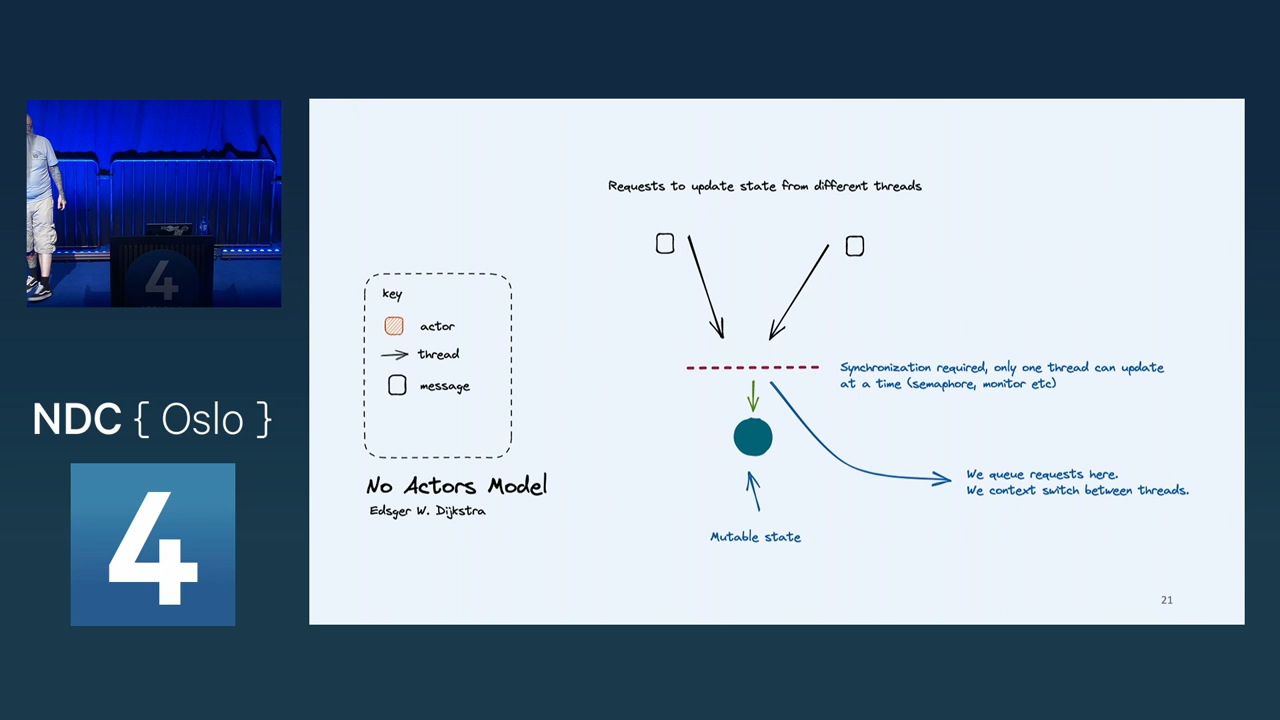 Requests to update state from different threads
key
actor
thread
message
Synchronization required, only one thread can update
at a time (semaphore, monitor etc)
NDC { Oslo }
4
4
No Actors Model
Edsger W. Dijkstra
We queue requests here.
We context switch between threads.
Mutable state
21